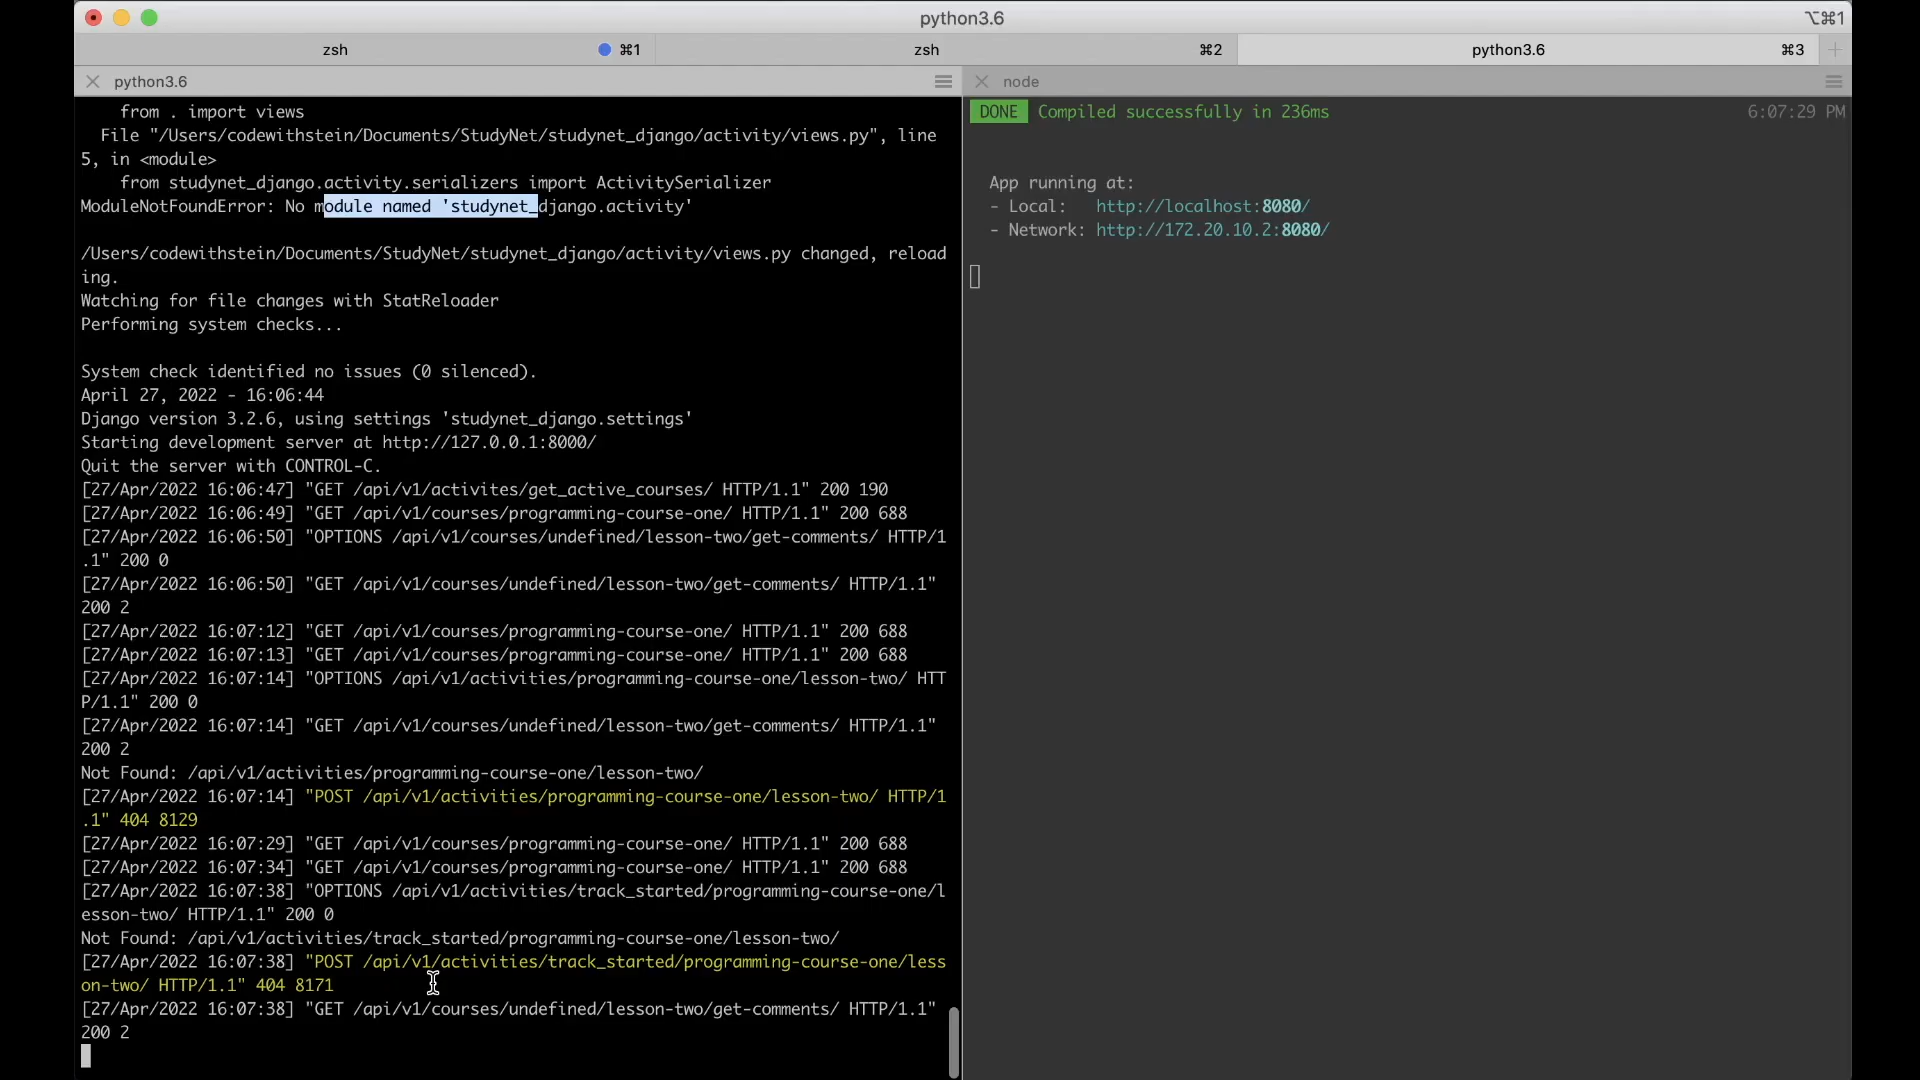 python3.6
⌥⌘1
zsh ⌘1
zsh ⌘2
python3.6 ⌘3
python3.6
from . import views
File "/Users/codewithstein/Documents/StudyNet/studynet_django/activity/views.py", line
5, in <module>
from studynet_django.activity.serializers import ActivitySerializer
ModuleNotFoundError: No module named 'studynet_django.activity'
/Users/codewithstein/Documents/StudyNet/studynet_django/activity/views.py changed, reload
ing.
Watching for file changes with StatReloader
Performing system checks...
System check identified no issues (0 silenced).
April 27, 2022 - 16:06:44
Django version 3.2.6, using settings 'studynet_django.settings'
Starting development server at http://127.0.0.1:8000/
Quit the server with CONTROL-C.
[27/Apr/2022 16:06:47] "GET /api/v1/activites/get_active_courses/ HTTP/1.1" 200 190
[27/Apr/2022 16:06:49] "GET /api/v1/courses/programming-course-one/ HTTP/1.1" 200 688
[27/Apr/2022 16:06:50] "OPTIONS /api/v1/courses/undefined/lesson-two/get-comments/ HTTP/1
.1" 200 0
[27/Apr/2022 16:06:50] "GET /api/v1/courses/undefined/lesson-two/get-comments/ HTTP/1.1"
200 2
[27/Apr/2022 16:07:12] "GET /api/v1/courses/programming-course-one/ HTTP/1.1" 200 688
[27/Apr/2022 16:07:13] "GET /api/v1/courses/programming-course-one/ HTTP/1.1" 200 688
[27/Apr/2022 16:07:14] "OPTIONS /api/v1/activities/programming-course-one/lesson-two/ HTT
P/1.1" 200 0
[27/Apr/2022 16:07:14] "GET /api/v1/courses/undefined/lesson-two/get-comments/ HTTP/1.1"
200 2
Not Found: /api/v1/activities/programming-course-one/lesson-two/
[27/Apr/2022 16:07:14] "POST /api/v1/activities/programming-course-one/lesson-two/ HTTP/1
.1" 404 8129
[27/Apr/2022 16:07:29] "GET /api/v1/courses/programming-course-one/ HTTP/1.1" 200 688
[27/Apr/2022 16:07:34] "GET /api/v1/courses/programming-course-one/ HTTP/1.1" 200 688
[27/Apr/2022 16:07:38] "OPTIONS /api/v1/activities/track_started/programming-course-one/l
esson-two/ HTTP/1.1" 200 0
Not Found: /api/v1/activities/track_started/programming-course-one/lesson-two/
[27/Apr/2022 16:07:38] "POST /api/v1/activities/track_started/programming-course-one/less
on-two/ HTTP/1.1" 404 8171
[27/Apr/2022 16:07:38] "GET /api/v1/courses/undefined/lesson-two/get-comments/ HTTP/1.1"
200 2
node
DONE Compiled successfully in 236ms 6:07:29 PM
App running at:
- Local: http://localhost:8080/
- Network: http://172.20.10.2:8080/